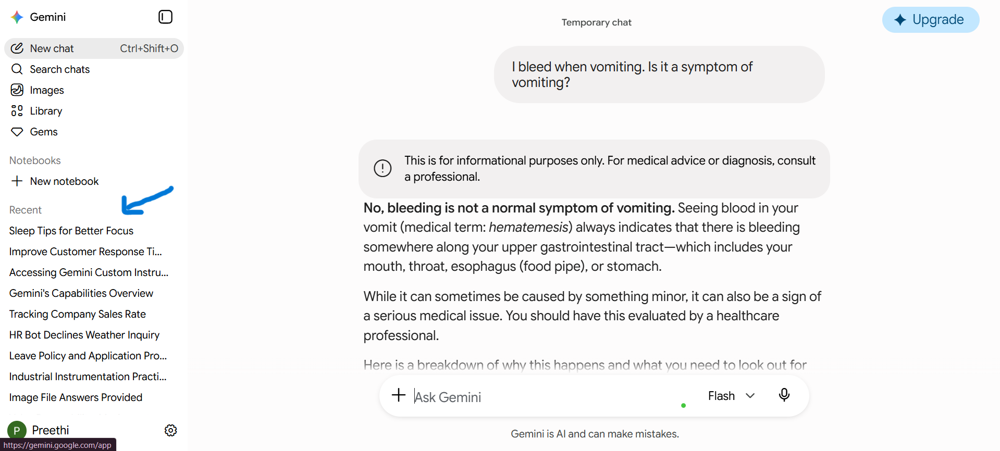 Gemini
New chat Ctrl+Shift+O
Search chats
Images
Library
Gems
Notebooks
New notebook
Recent
Sleep Tips for Better Focus
Improve Customer Response Ti...
Accessing Gemini Custom Instru...
Gemini's Capabilities Overview
Tracking Company Sales Rate
HR Bot Declines Weather Inquiry
Leave Policy and Application Pro...
Industrial Instrumentation Practi...
Image File Answers Provided
P Preethi
https://gemini.google.com/app
Temporary chat
Upgrade
I bleed when vomiting. Is it a symptom of
vomiting?
This is for informational purposes only. For medical advice or diagnosis, consult
a professional.
No, bleeding is not a normal symptom of vomiting. Seeing blood in your
vomit (medical term: hematemesis) always indicates that there is bleeding
somewhere along your upper gastrointestinal tract—which includes your
mouth, throat, esophagus (food pipe), or stomach.
While it can sometimes be caused by something minor, it can also be a sign of
a serious medical issue. You should have this evaluated by a healthcare
professional.
Here is a breakdown of why this happens and what you need to look out for
Ask Gemini
Flash
Gemini is AI and can make mistakes.